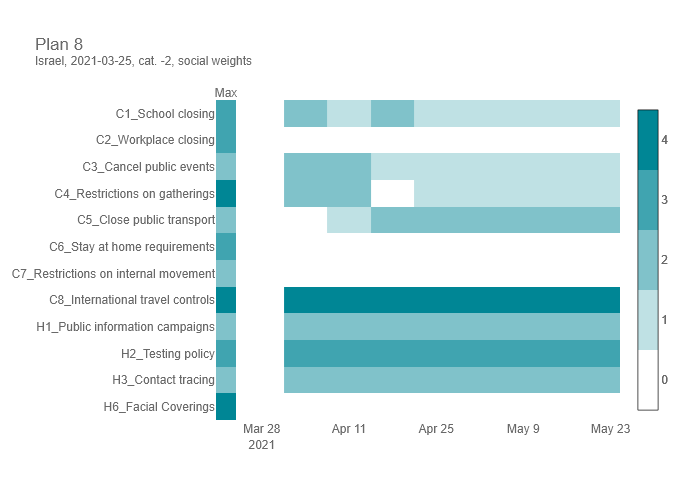 Plan 8
Israel, 2021-03-25, cat. -2, social weights
Max
C1_School closing
C2_Workplace closing
C3_Cancel public events
C4_Restrictions on gatherings
C5_Close public transport
C6_Stay at home requirements
C7_Restrictions on internal movement
C8_International travel controls
H1_Public information campaigns
H2_Testing policy
H3_Contact tracing
H6_Facial Coverings
Mar 28 Apr 11 Apr 25 May 9 May 23
2021
4
3
2
1
0